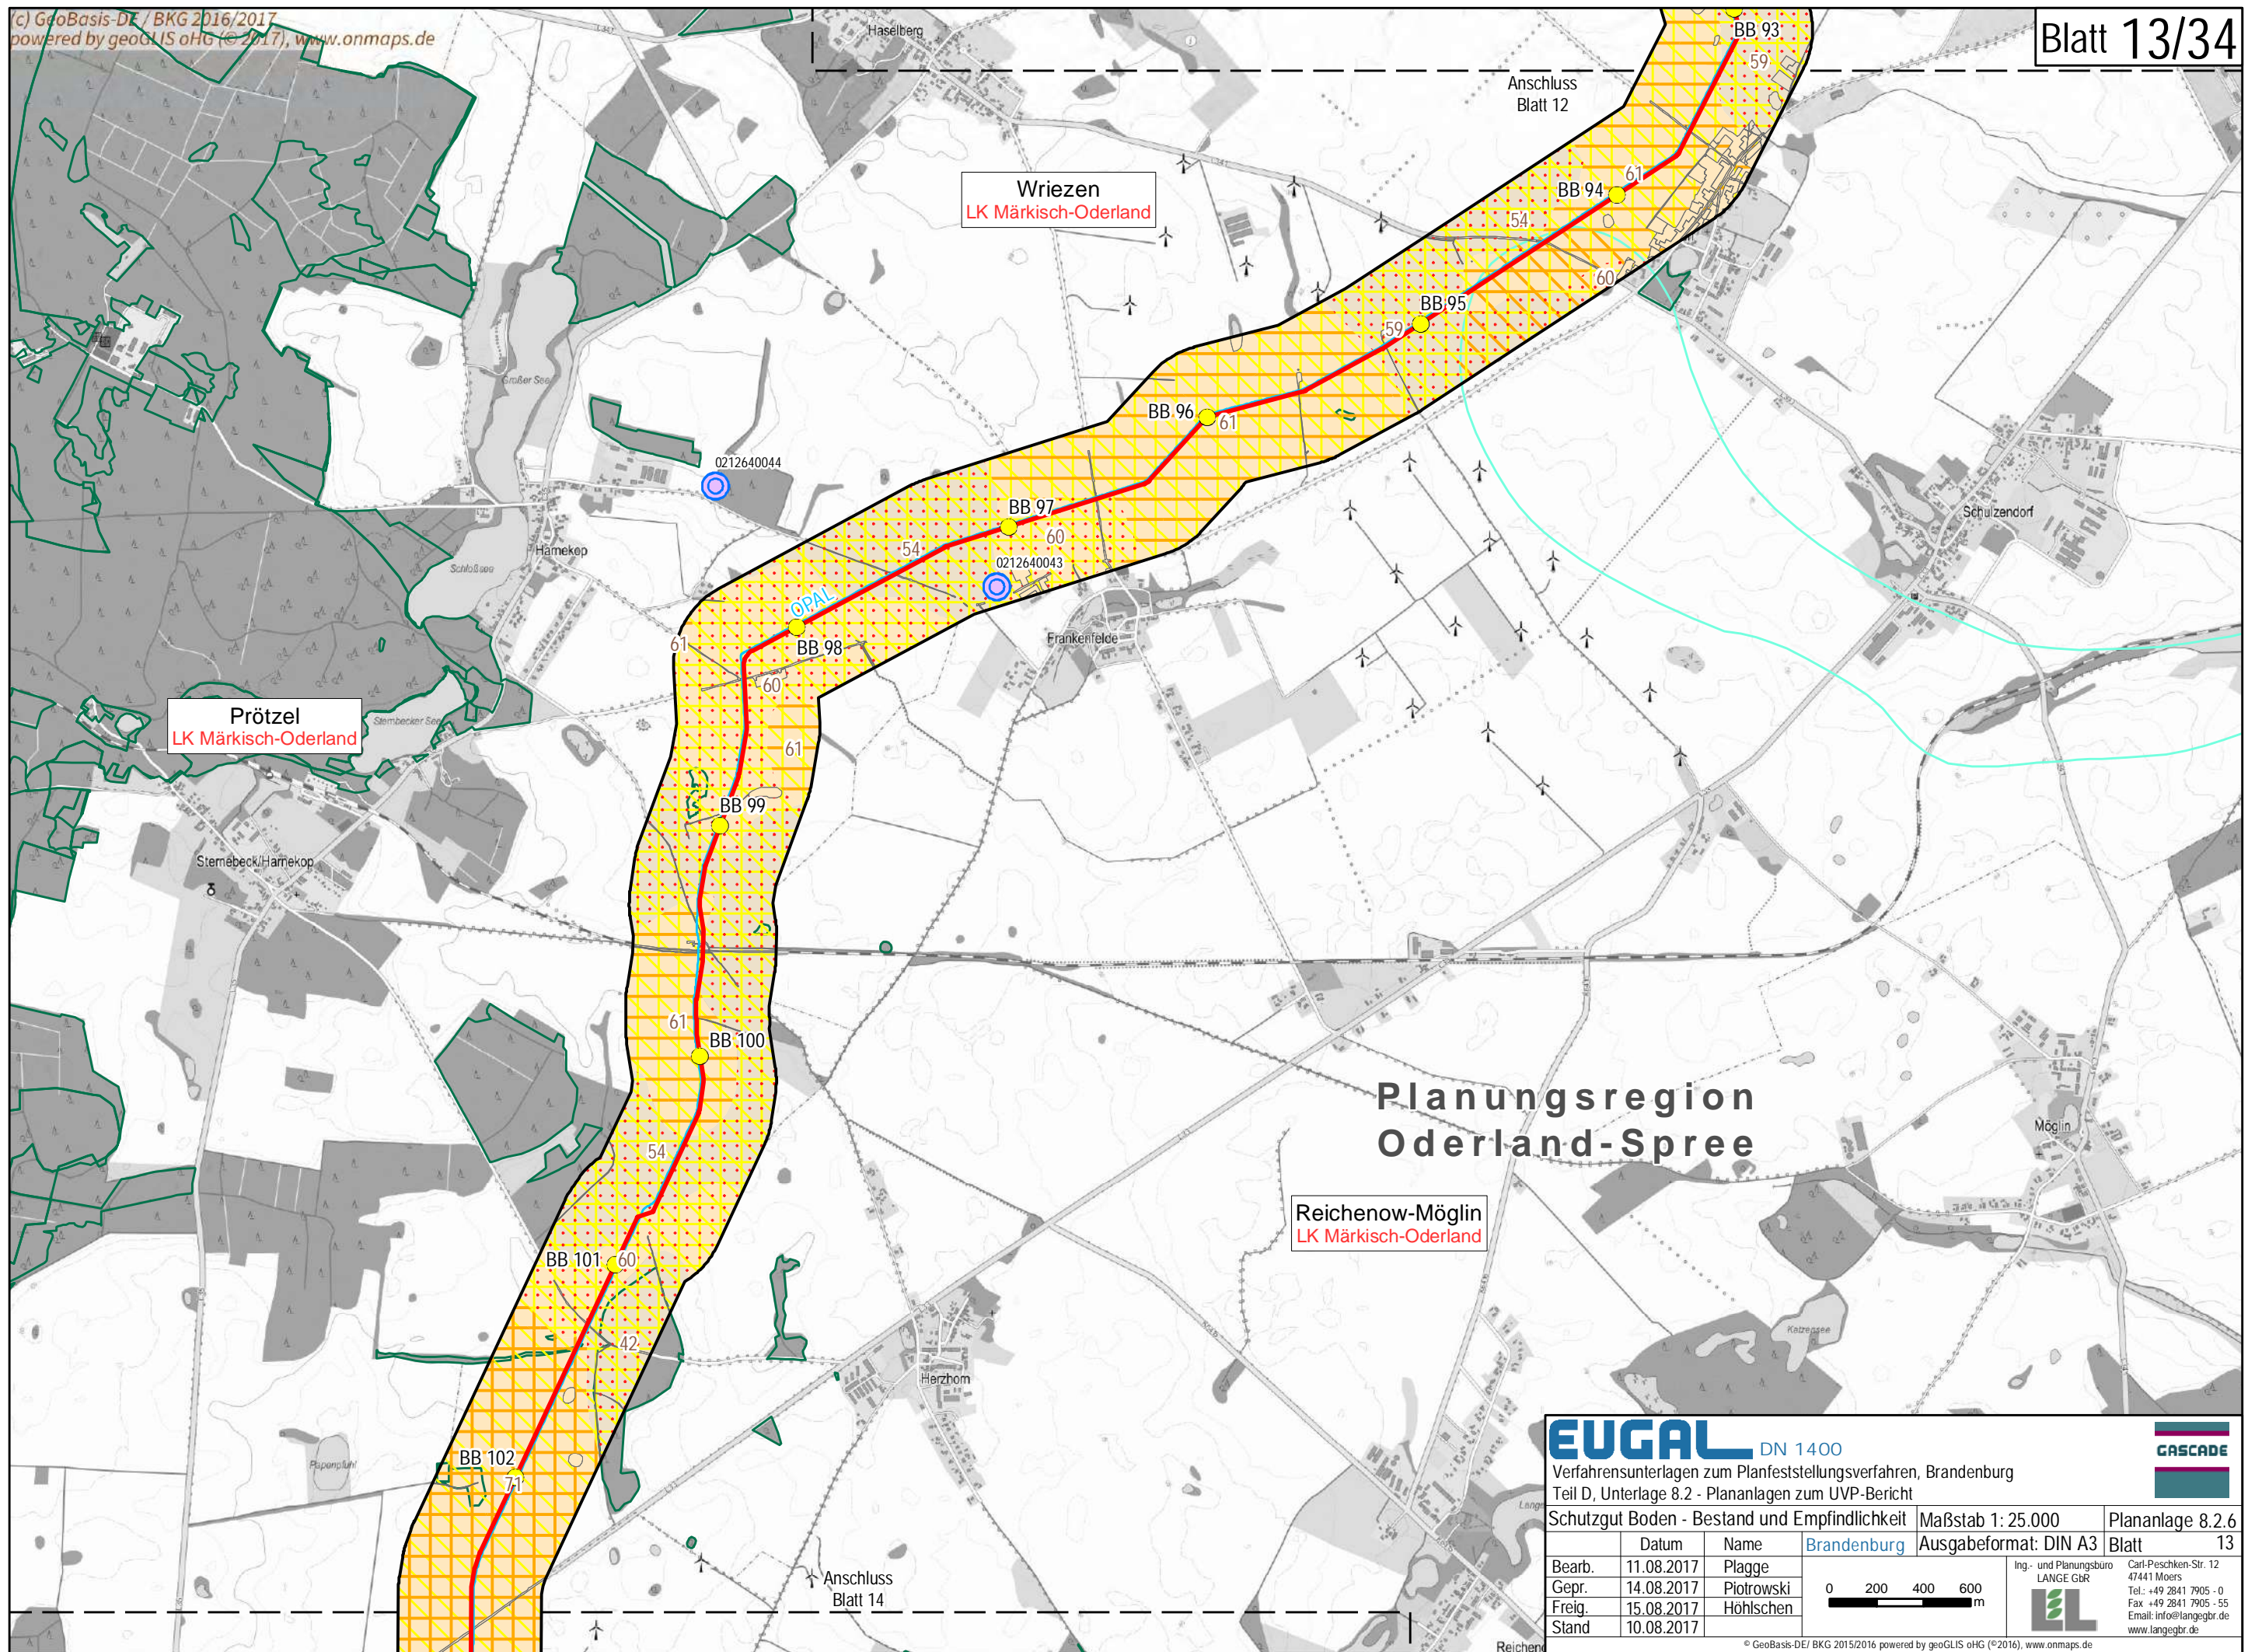 (c) GeoBasis-DE / BKG 2016/2017
powered by geoGLIS oHG (© 2017), www.onmaps.de
Blatt 13/34
Haselberg
BB 93
59
Anschluss
Blatt 12
Wriezen
LK Märkisch-Oderland
BB 94
61
54
60
BB 95
59
Großer See
BB 96
61
0212640044
BB 97
Schulzendorf
60
54
Harnekop
0212640043
Schloßsee
OPAL
Frankenfelde
BB 98
61
60
Prötzel
LK Märkisch-Oderland
Sternbecker See
61
BB 99
Sternebeck/Harnekop
61
BB 100
Planungsregion
Oderland-Spree
Möglin
54
Reichenow-Möglin
LK Märkisch-Oderland
BB 101
60
42
Katzensee
Herzhorn
BB 102
71
Papenpfuhl
Anschluss
Blatt 14
EUGAL DN 1400
GASCADE
Verfahrensunterlagen zum Planfeststellungsverfahren, Brandenburg
Teil D, Unterlage 8.2 - Plananlagen zum UVP-Bericht
Schutzgut Boden - Bestand und Empfindlichkeit Maßstab 1: 25.000 Plananlage 8.2.6
Datum Name Brandenburg Ausgabeformat: DIN A3 Blatt 13
Bearb. 11.08.2017 Plagge
Gepr. 14.08.2017 Piotrowski
Freig. 15.08.2017 Höhlschen
Stand 10.08.2017
0 200 400 600 m
Ing.- und Planungsbüro
LANGE GbR
Carl-Peschken-Str. 12
47441 Moers
Tel.: +49 2841 7905 - 0
Fax +49 2841 7905 - 55
Email: info@langegbr.de
www.langegbr.de
© GeoBasis-DE/ BKG 2015/2016 powered by geoGLIS oHG (©2016), www.onmaps.de